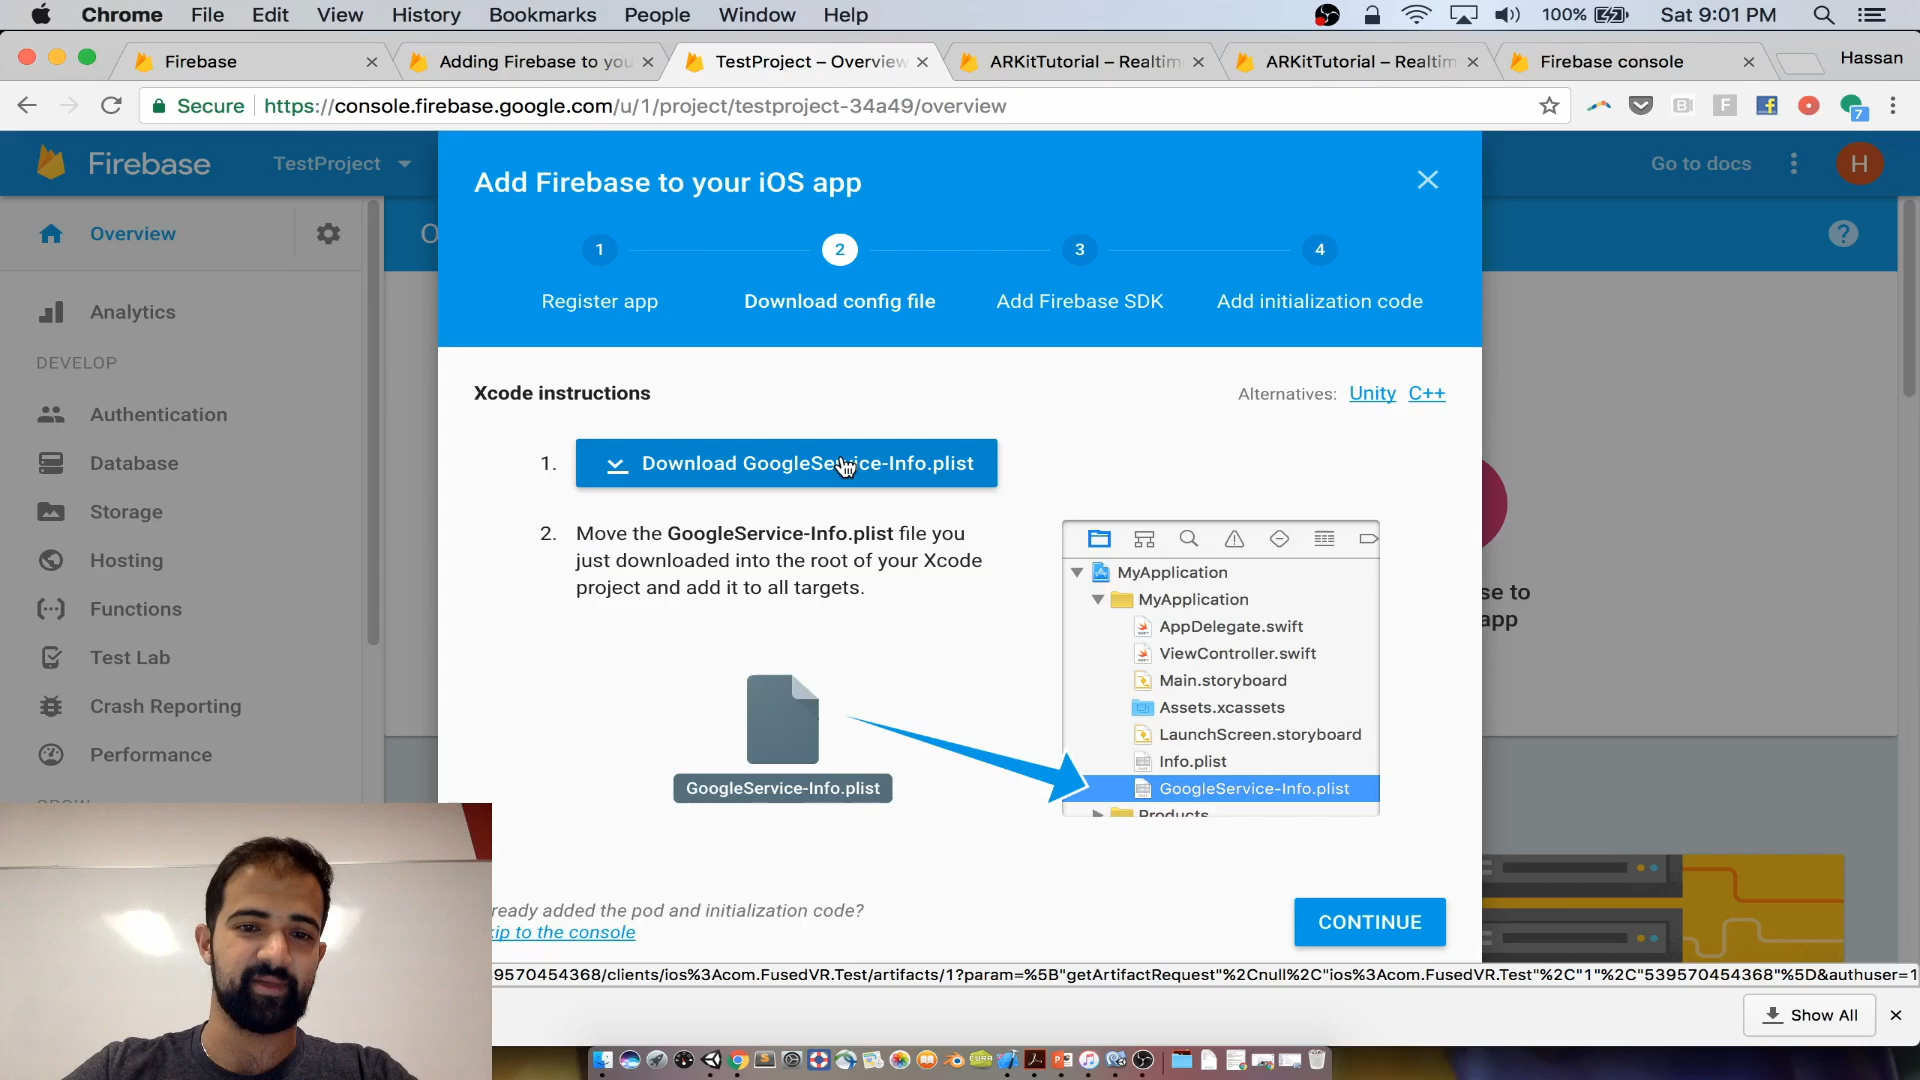 Chrome File Edit View History Bookmarks People Window Help 100% Sat 9:01 PM
Firebase Adding Firebase to you TestProject – Overview ARKitTutorial – Realtim ARKitTutorial – Realtim Firebase console Hassan
Secure https://console.firebase.google.com/u/1/project/testproject-34a49/overview
7
Firebase TestProject Go to docs H
Add Firebase to your iOS app
Overview
1 2 3 4
Register app Download config file Add Firebase SDK Add initialization code
Analytics
DEVELOP
Authentication
Database
Storage
Hosting
Functions
Test Lab
Crash Reporting
Performance
Xcode instructions
Alternatives: Unity C++
1. Download GoogleService-Info.plist
2. Move the GoogleService-Info.plist file you
just downloaded into the root of your Xcode
project and add it to all targets.
GoogleService-Info.plist
MyApplication
MyApplication
AppDelegate.swift
ViewController.swift
Main.storyboard
Assets.xcassets
LaunchScreen.storyboard
Info.plist
GoogleService-Info.plist
Products
se to
app
ready added the pod and initialization code?
kip to the console
CONTINUE
39570454368/clients/ios%3Acom.FusedVR.Test/artifacts/1?param=%5B"getArtifactRequest"%2Cnull%2C"ios%3Acom.FusedVR.Test"%2C"1"%2C"539570454368"%5D&authuser=1
Show All